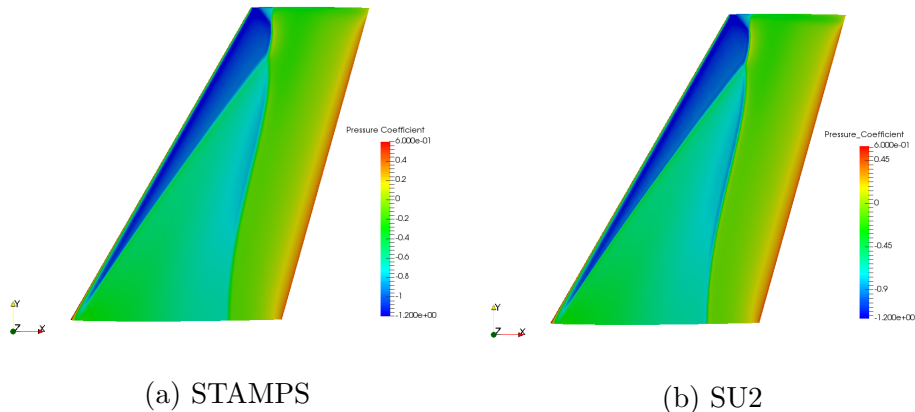 Pressure Coefficient
6.000e-01
0.4
0.2
0
-0.2
-0.4
-0.6
-0.8
-1
-1.200e+00
Y
Z
X
(a) STAMPS
Pressure_Coefficient
6.000e-01
0.45
0
-0.45
-0.9
-1.200e+00
Y
Z
X
(b) SU2